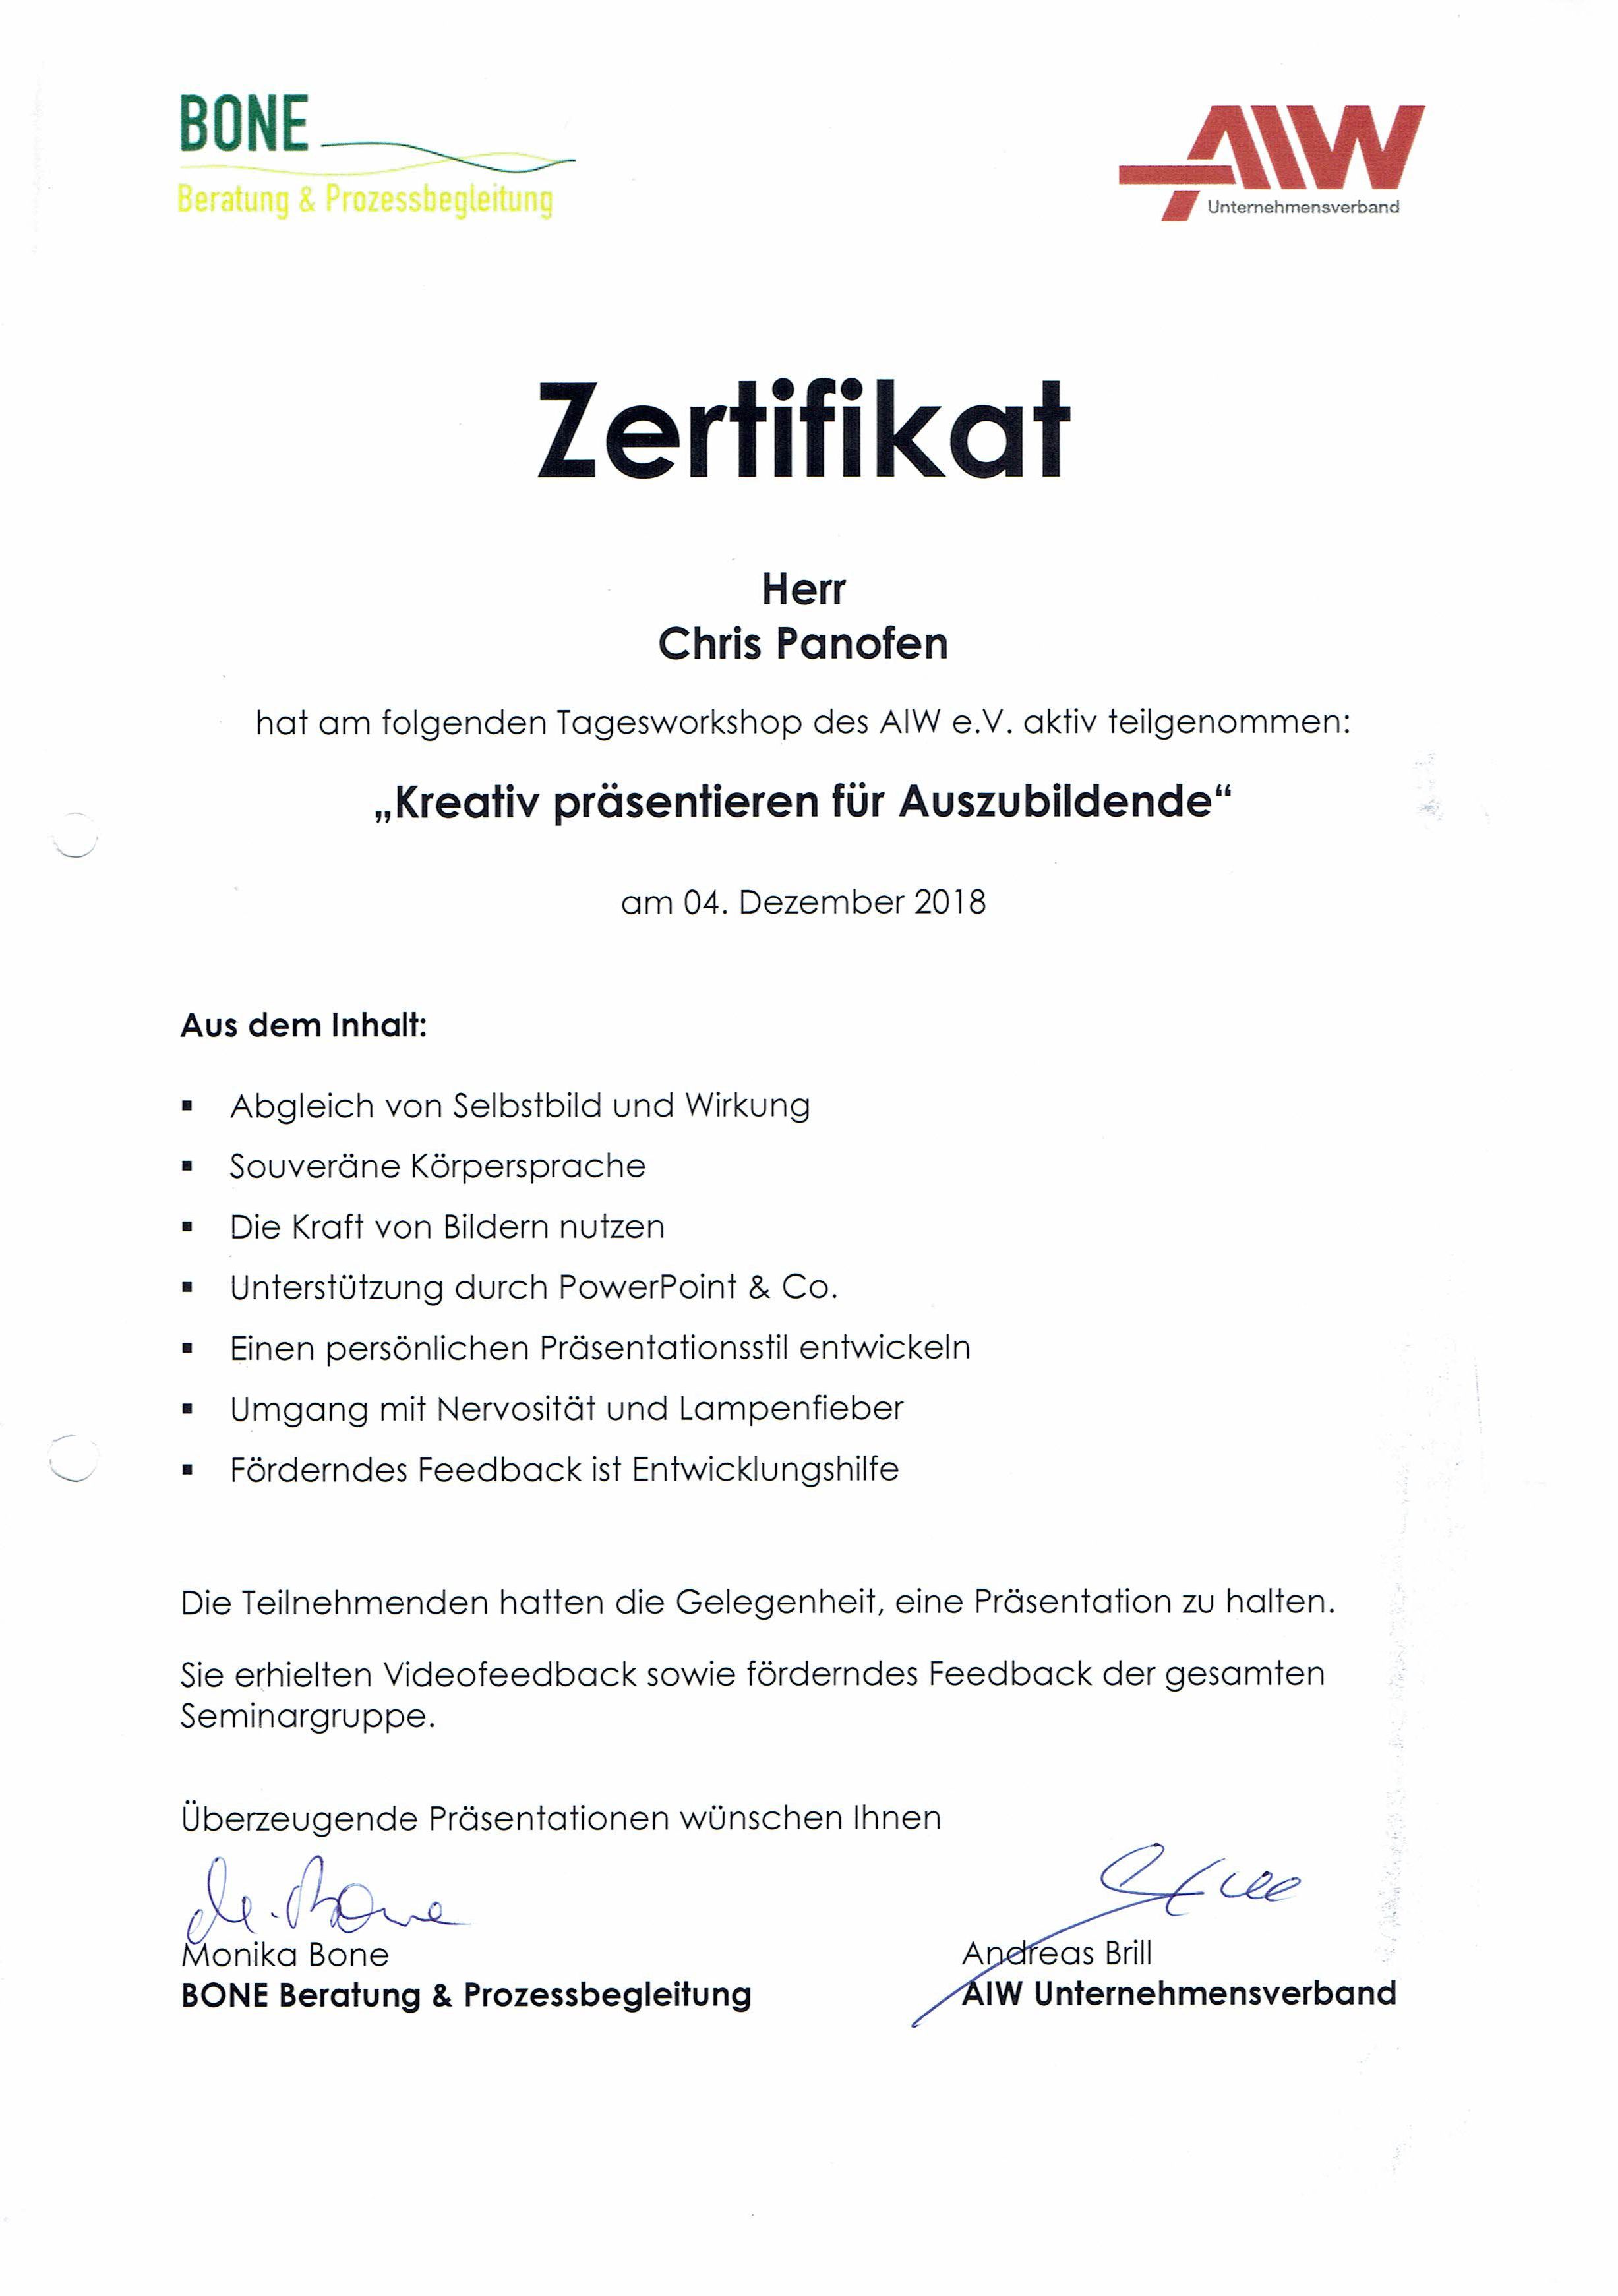 BONE
Beratung & Prozessbegleitung
AIW
Unternehmensverband
Zertifikat
Herr
Chris Panofen
hat am folgenden Tagesworkshop des AIW e.V. aktiv teilgenommen:
„Kreativ präsentieren für Auszubildende“
am 04. Dezember 2018
Aus dem Inhalt:
▪ Abgleich von Selbstbild und Wirkung
▪ Souveräne Körpersprache
▪ Die Kraft von Bildern nutzen
▪ Unterstützung durch PowerPoint & Co.
▪ Einen persönlichen Präsentationsstil entwickeln
▪ Umgang mit Nervosität und Lampenfieber
▪ Förderndes Feedback ist Entwicklungshilfe
Die Teilnehmenden hatten die Gelegenheit, eine Präsentation zu halten.
Sie erhielten Videofeedback sowie förderndes Feedback der gesamten
Seminargruppe.
Überzeugende Präsentationen wünschen Ihnen
M. Bone
Monika Bone
BONE Beratung & Prozessbegleitung
Andreas Brill
AIW Unternehmensverband